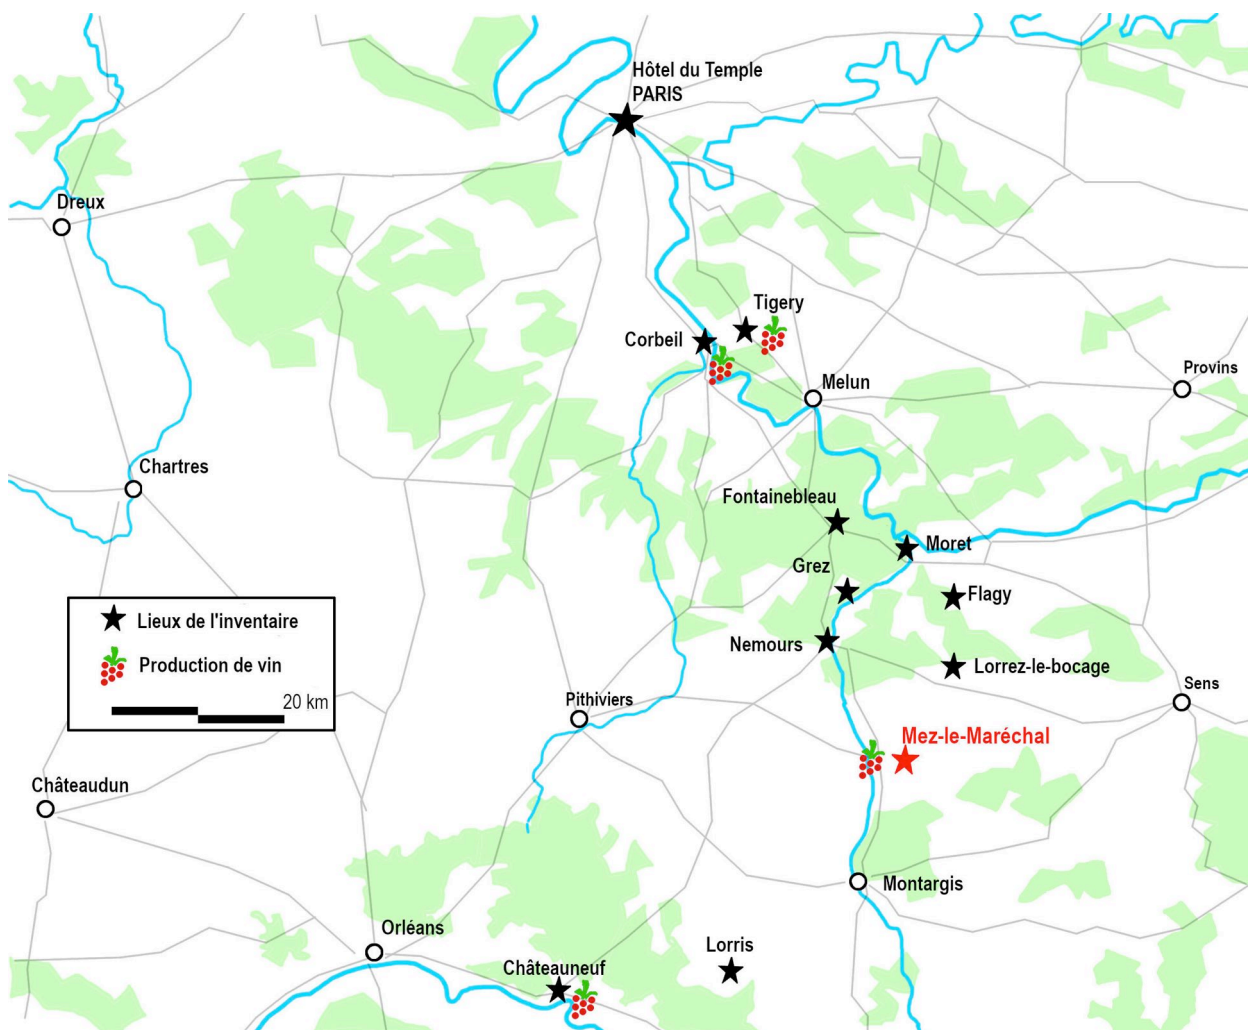 Hôtel du Temple
PARIS
Dreux
Tigery
Corbeil
Melun
Provins
Chartres
Fontainebleau
Moret
Grez
Flagy
Nemours
Lorrez-le-bocage
Lieux de l'inventaire
Production de vin
20 km
Pithiviers
Sens
Mez-le-Maréchal
Châteaudun
Montargis
Orléans
Lorris
Châteauneuf